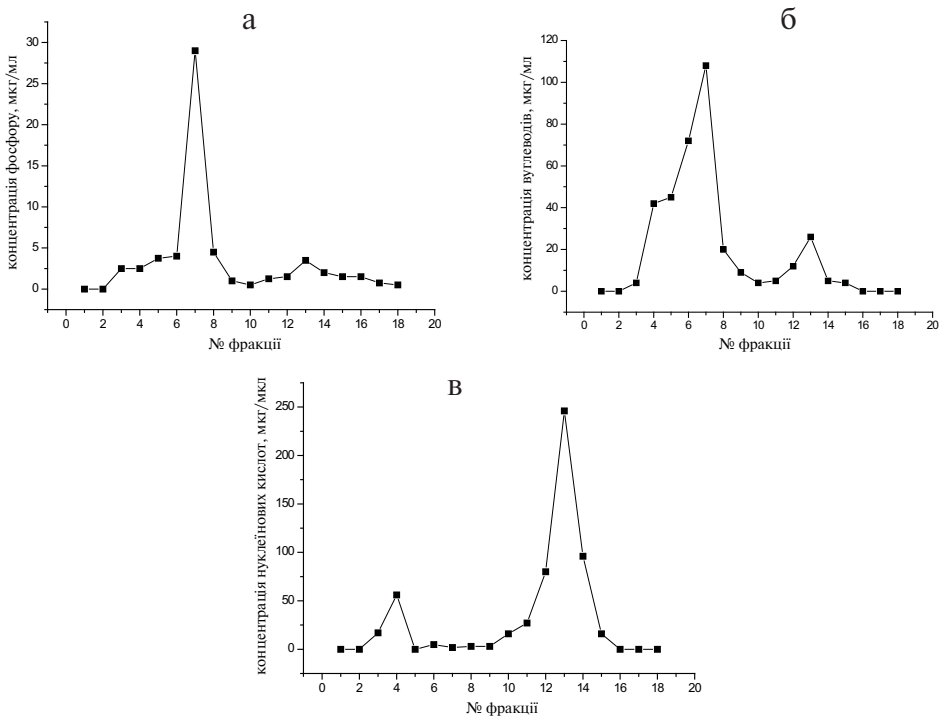 а
концентрація фосфору, мкг/мл
30
25
20
15
10
5
0
0 2 4 6 8 10 12 14 16 18 20
№ фракції
б
концентрація вуглеводів, мкг/мл
120
100
80
60
40
20
0
0 2 4 6 8 10 12 14 16 18 20
№ фракції
в
концентрація нуклеїнових кислот, мкг/мкл
250
200
150
100
50
0
0 2 4 6 8 10 12 14 16 18 20
№ фракції